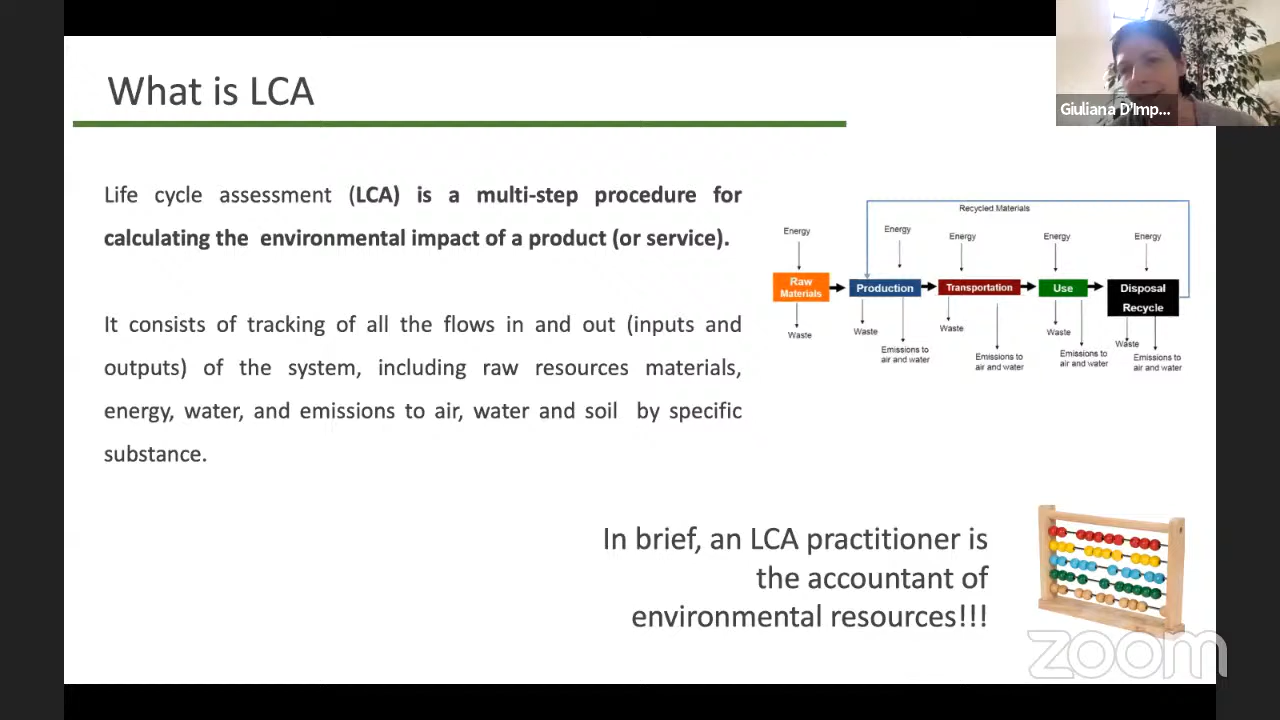 What is LCA
Giuliana D'Imp...
Life cycle assessment (LCA) is a multi-step procedure for
calculating the environmental impact of a product (or service).
It consists of tracking of all the flows in and out (inputs and
outputs) of the system, including raw resources materials,
energy, water, and emissions to air, water and soil by specific
substance.
Recycled Materials
Energy
Energy
Energy
Energy
Energy
Raw
Materials
Production
Transportation
Use
Disposal
Recycle
Waste
Waste
Emissions to
air and water
Waste
Emissions to
air and water
Waste
Emissions to
air and water
Waste
Emissions to
air and water
In brief, an LCA practitioner is
the accountant of
environmental resources!!!
zoom